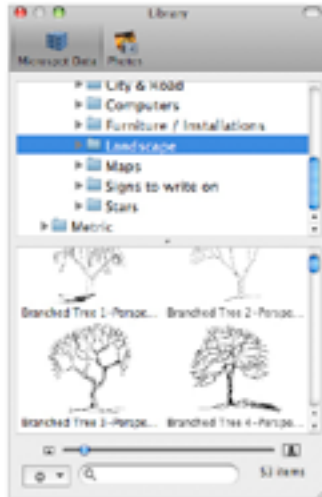 Library
Microspot Data Photos
City & Road
Computers
Furniture / Installations
Landscape
Maps
Signs to write on
Stars
Metric
Branched Tree 1-Perspe... Branched Tree 2-Perspe...
Branched Tree 3-Perspe... Branched Tree 4-Perspe...
53 items